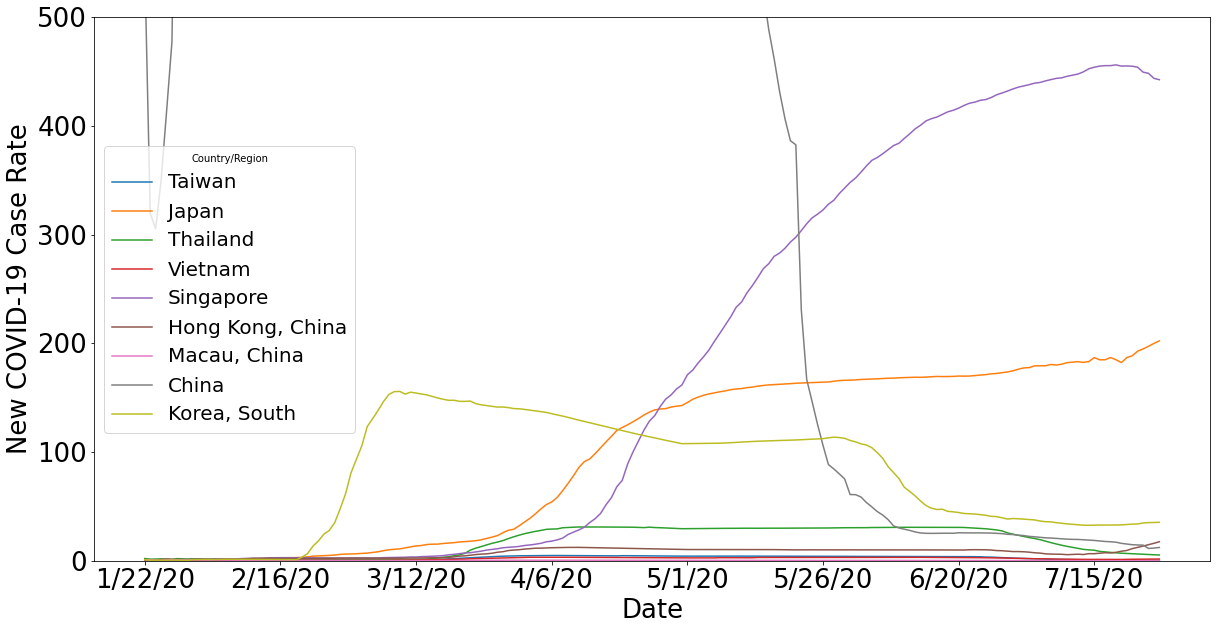 500
400
300
200
100
0
New COVID-19 Case Rate
Country/Region
Taiwan
Japan
Thailand
Vietnam
Singapore
Hong Kong, China
Macau, China
China
Korea, South
1/22/20 2/16/20 3/12/20 4/6/20 5/1/20 5/26/20 6/20/20 7/15/20
Date